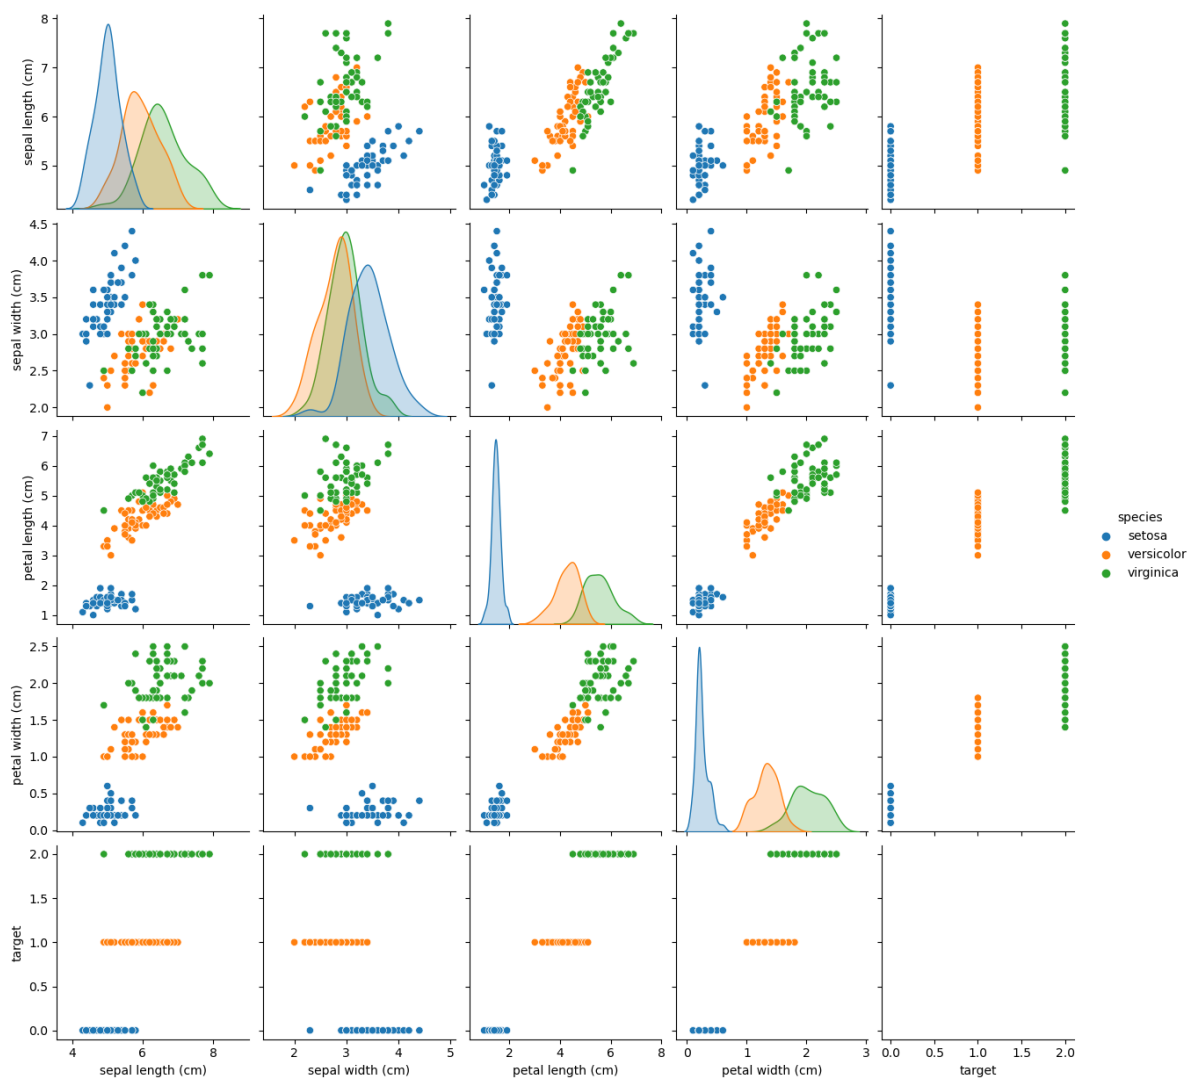 8
7
6
5
sepal length (cm)
4.5
4.0
3.5
3.0
2.5
2.0
sepal width (cm)
7
6
5
4
3
2
1
petal length (cm)
species
setosa
versicolor
virginica
2.5
2.0
1.5
1.0
0.5
0.0
petal width (cm)
2.0
1.5
1.0
0.5
0.0
target
4 6 8
sepal length (cm)
2 3 4 5
sepal width (cm)
2 4 6 8
petal length (cm)
0 1 2 3
petal width (cm)
0.0 0.5 1.0 1.5 2.0
target